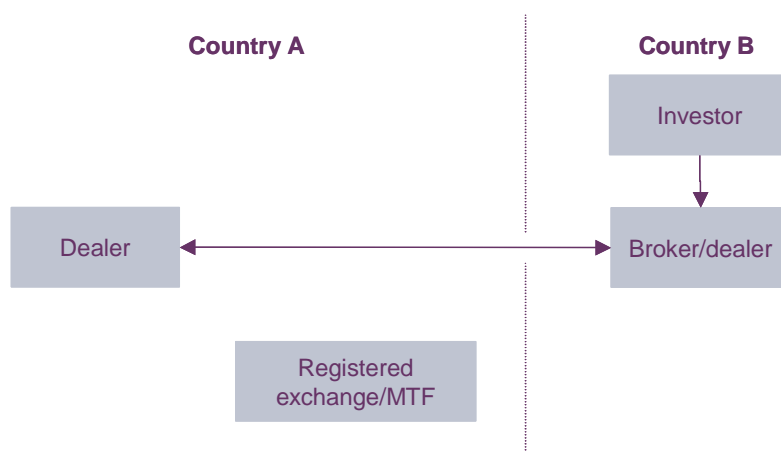 Country A
Country B
Investor
Dealer
Broker/dealer
Registered
exchange/MTF